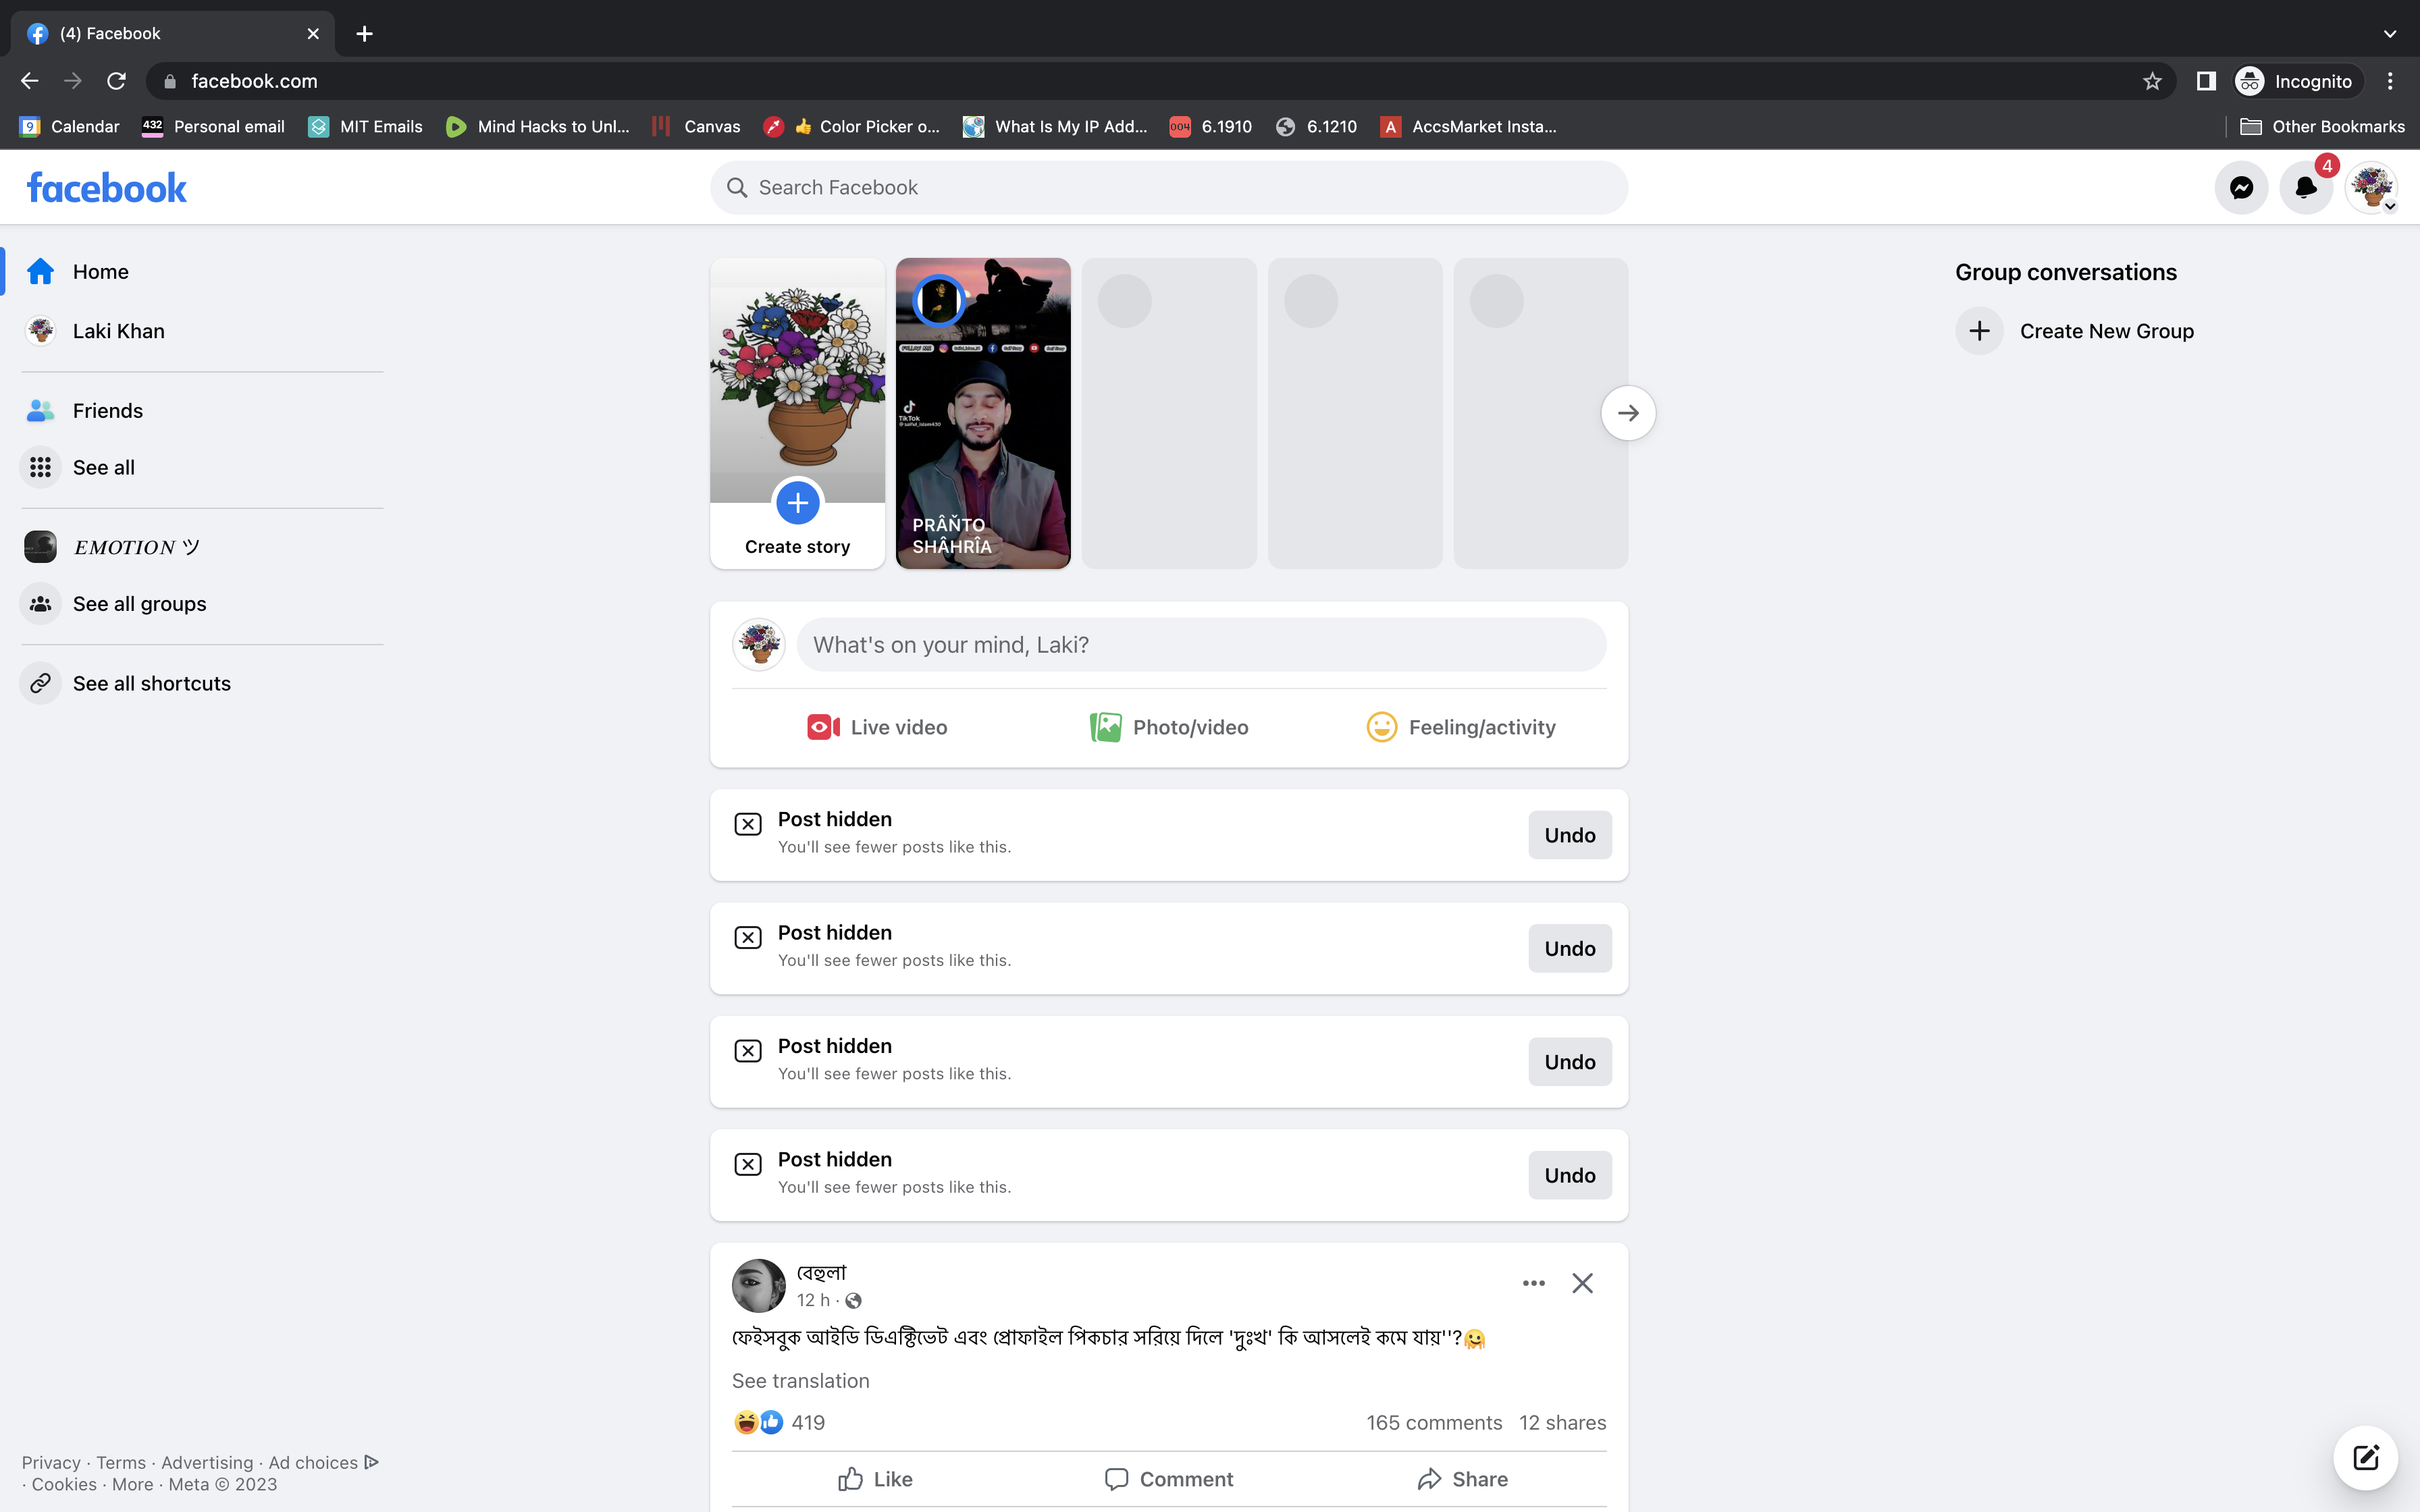 (4) Facebook
facebook.com
Incognito
Calendar
432
Personal email
MIT Emails
Mind Hacks to Unl...
Canvas
👍 Color Picker o...
What Is My IP Add...
004
6.1910
6.1210
A
AccsMarket Insta...
Other Bookmarks
facebook
Search Facebook
4
Home
Laki Khan
Friends
See all
EMOTION ツ
See all groups
See all shortcuts
Create story
FOLLOW ME
TikTok
PRÂŇTO
SHÂHRÎA
Group conversations
Create New Group
What's on your mind, Laki?
Live video
Photo/video
Feeling/activity
Post hidden
You'll see fewer posts like this.
Undo
Post hidden
You'll see fewer posts like this.
Undo
Post hidden
You'll see fewer posts like this.
Undo
Post hidden
You'll see fewer posts like this.
Undo
বেহুলা
12 h ·
ফেইসবুক আইডি ডিএক্টিভেট এবং প্রোফাইল পিকচার সরিয়ে দিলে 'দুঃখ' কি আসলেই কমে যায়''?🫠
See translation
419
165 comments 12 shares
Like
Comment
Share
Privacy · Terms · Advertising · Ad choices
· Cookies · More · Meta © 2023